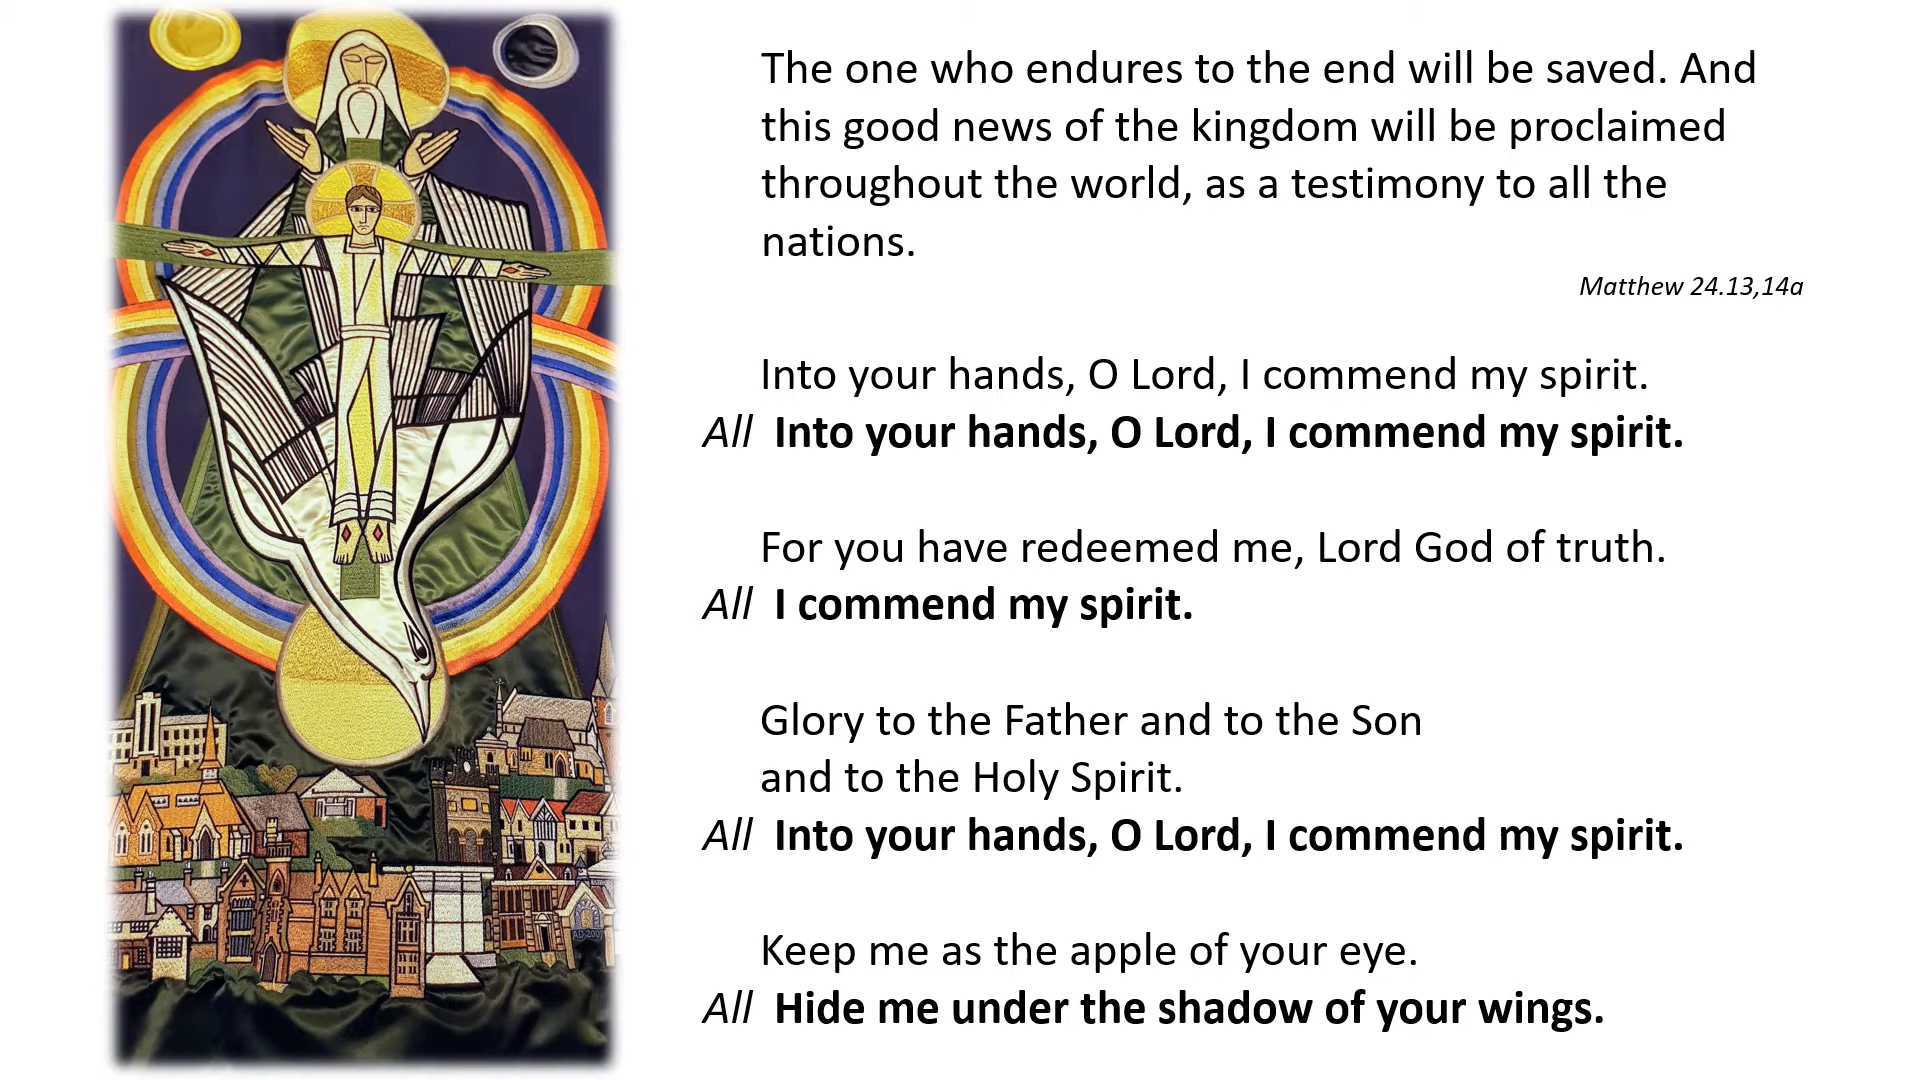 The one who endures to the end will be saved. And
this good news of the kingdom will be proclaimed
throughout the world, as a testimony to all the
nations.
Matthew 24.13,14a
Into your hands, O Lord, I commend my spirit.
All Into your hands, O Lord, I commend my spirit.
For you have redeemed me, Lord God of truth.
All I commend my spirit.
Glory to the Father and to the Son
and to the Holy Spirit.
All Into your hands, O Lord, I commend my spirit.
Keep me as the apple of your eye.
All Hide me under the shadow of your wings.